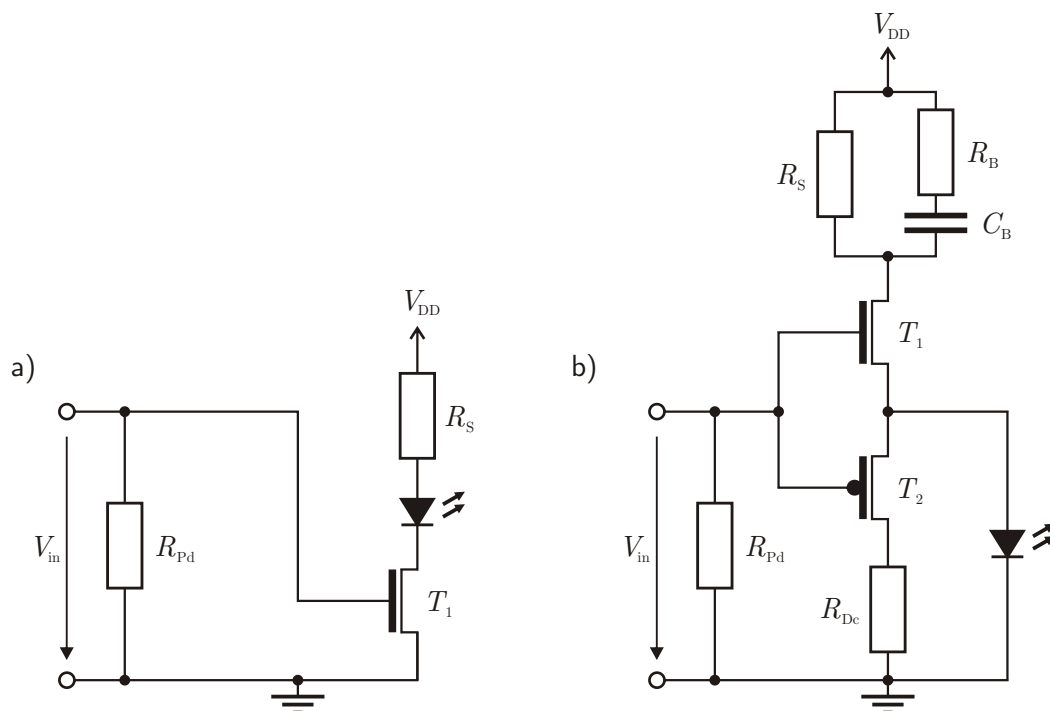 a)
V_DD
R_S
V_in
R_Pd
T_1
b)
V_DD
R_S
R_B
C_B
T_1
T_2
V_in
R_Pd
R_Dc